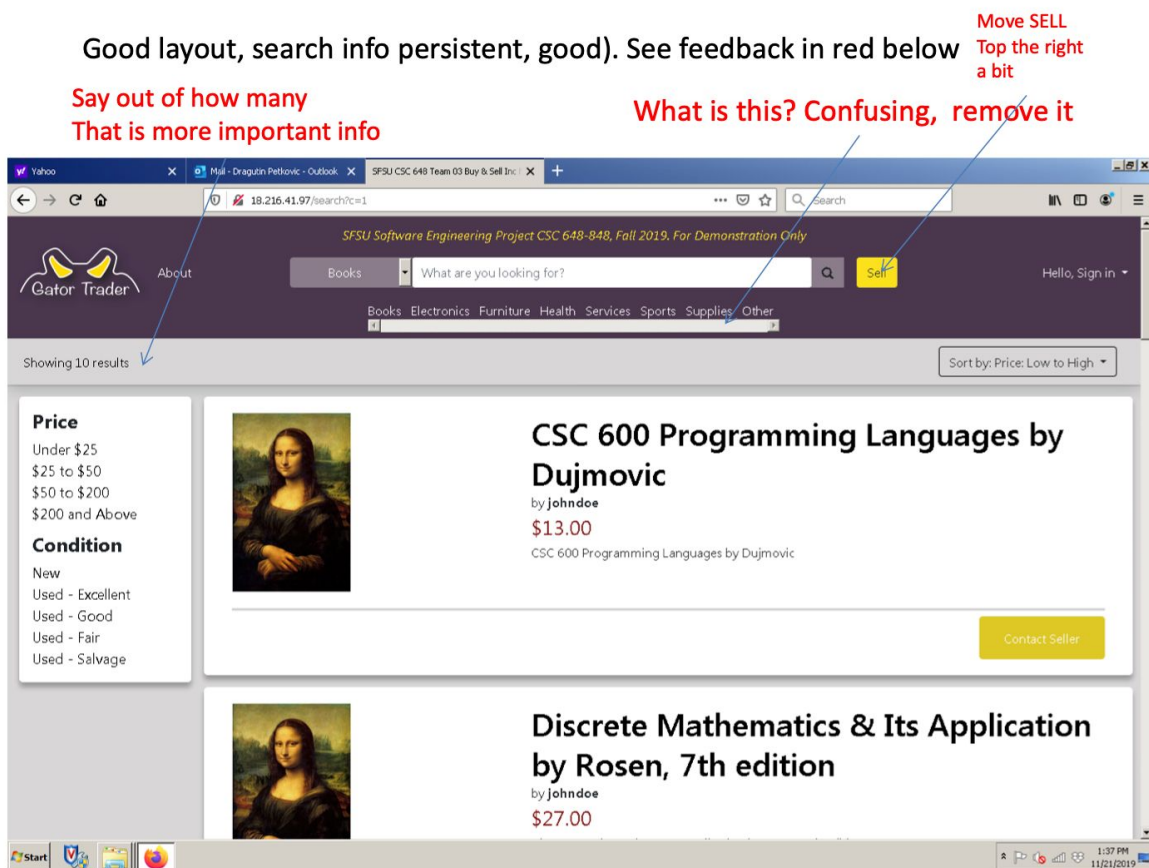 Move SELL
Top the right
a bit
Good layout, search info persistent, good). See feedback in red below
Say out of how many
That is more important info
What is this? Confusing, remove it
Yahoo
Mail - Dragutin Petkovic - Outlook
SFSU CSC 648 Team 03 Buy & Sell Inc
18.216.41.97/search?c=1
Search
SFSU Software Engineering Project CSC 648-848, Fall 2019. For Demonstration Only
Gator Trader
About
Books
What are you looking for?
Sell
Hello, Sign in
Books Electronics Furniture Health Services Sports Supplies Other
Showing 10 results
Sort by: Price: Low to High
Price
Under $25
$25 to $50
$50 to $200
$200 and Above
Condition
New
Used - Excellent
Used - Good
Used - Fair
Used - Salvage
CSC 600 Programming Languages by
Dujmovic
by johndoe
$13.00
CSC 600 Programming Languages by Dujmovic
Contact Seller
Discrete Mathematics & Its Application
by Rosen, 7th edition
by johndoe
$27.00
Start
1:37 PM
11/21/2019